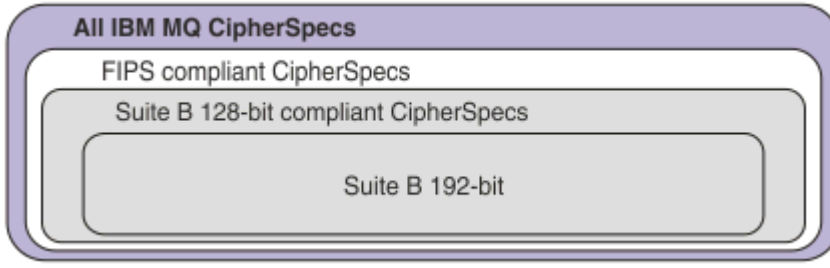 All IBM MQ CipherSpecs
FIPS compliant CipherSpecs
Suite B 128-bit compliant CipherSpecs
Suite B 192-bit